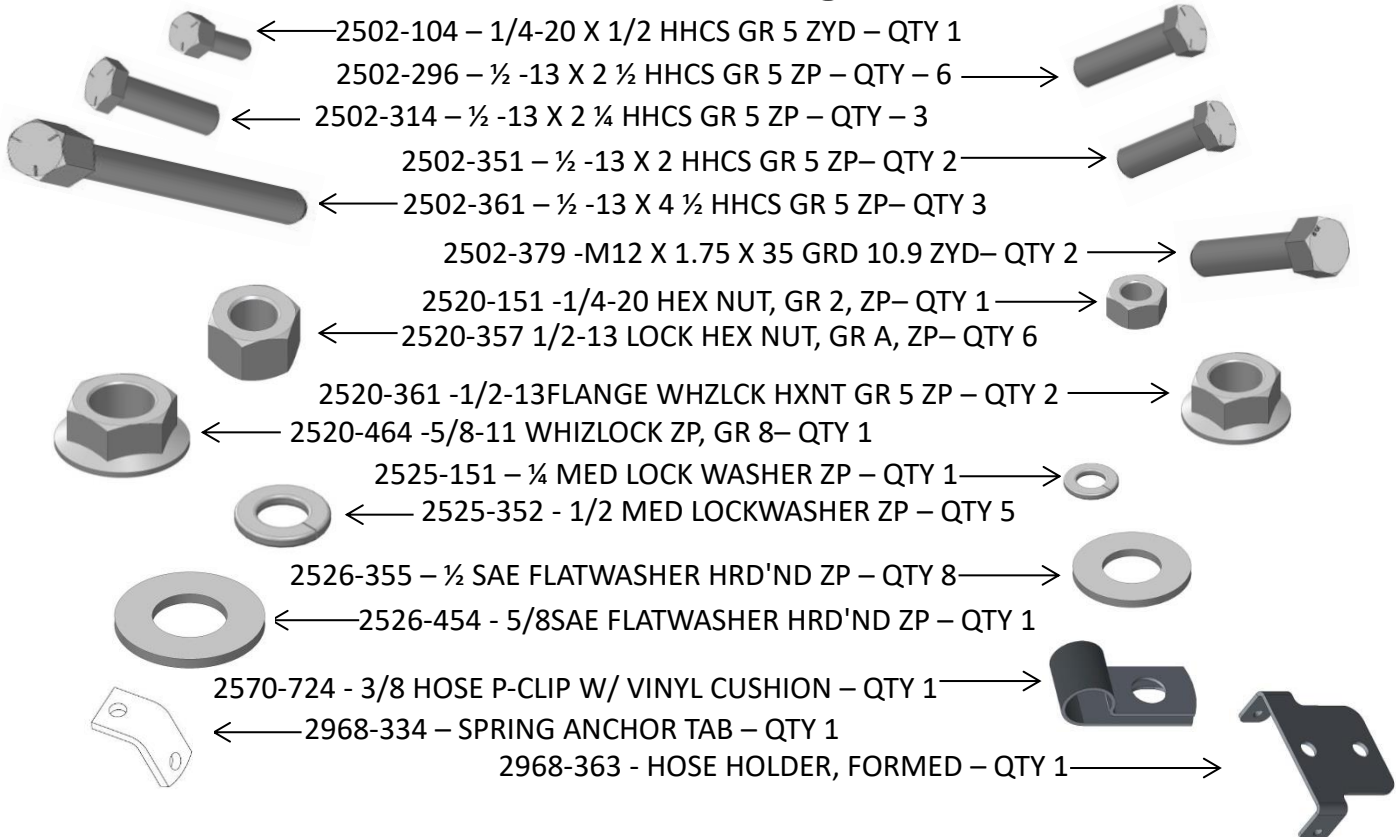 2502-104 – 1/4-20 X 1/2 HHCS GR 5 ZYD – QTY 1
2502-296 – ½ -13 X 2 ½ HHCS GR 5 ZP – QTY – 6
2502-314 – ½ -13 X 2 ¼ HHCS GR 5 ZP – QTY – 3
2502-351 – ½ -13 X 2 HHCS GR 5 ZP– QTY 2
2502-361 – ½ -13 X 4 ½ HHCS GR 5 ZP– QTY 3
2502-379 -M12 X 1.75 X 35 GRD 10.9 ZYD– QTY 2
2520-151 -1/4-20 HEX NUT, GR 2, ZP– QTY 1
2520-357 1/2-13 LOCK HEX NUT, GR A, ZP– QTY 6
2520-361 -1/2-13FLANGE WHZLCK HXNT GR 5 ZP – QTY 2
2520-464 -5/8-11 WHIZLOCK ZP, GR 8– QTY 1
2525-151 – ¼ MED LOCK WASHER ZP – QTY 1
2525-352 - 1/2 MED LOCKWASHER ZP – QTY 5
2526-355 – ½ SAE FLATWASHER HRD'ND ZP – QTY 8
2526-454 - 5/8SAE FLATWASHER HRD'ND ZP – QTY 1
2570-724 - 3/8 HOSE P-CLIP W/ VINYL CUSHION – QTY 1
2968-334 – SPRING ANCHOR TAB – QTY 1
2968-363 - HOSE HOLDER, FORMED – QTY 1